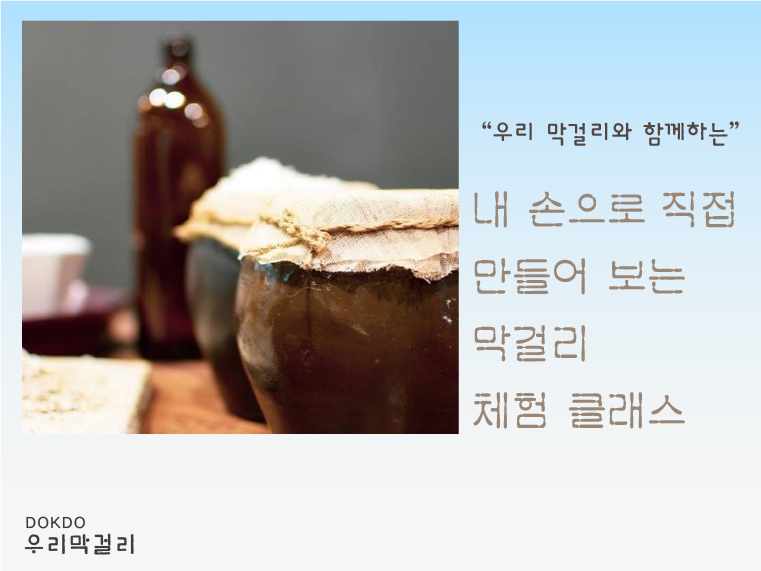 “우리 막걸리와 함께하는”
내 손으로 직접
만들어 보는
막걸리
체험 클래스
DOKDO
우리막걸리